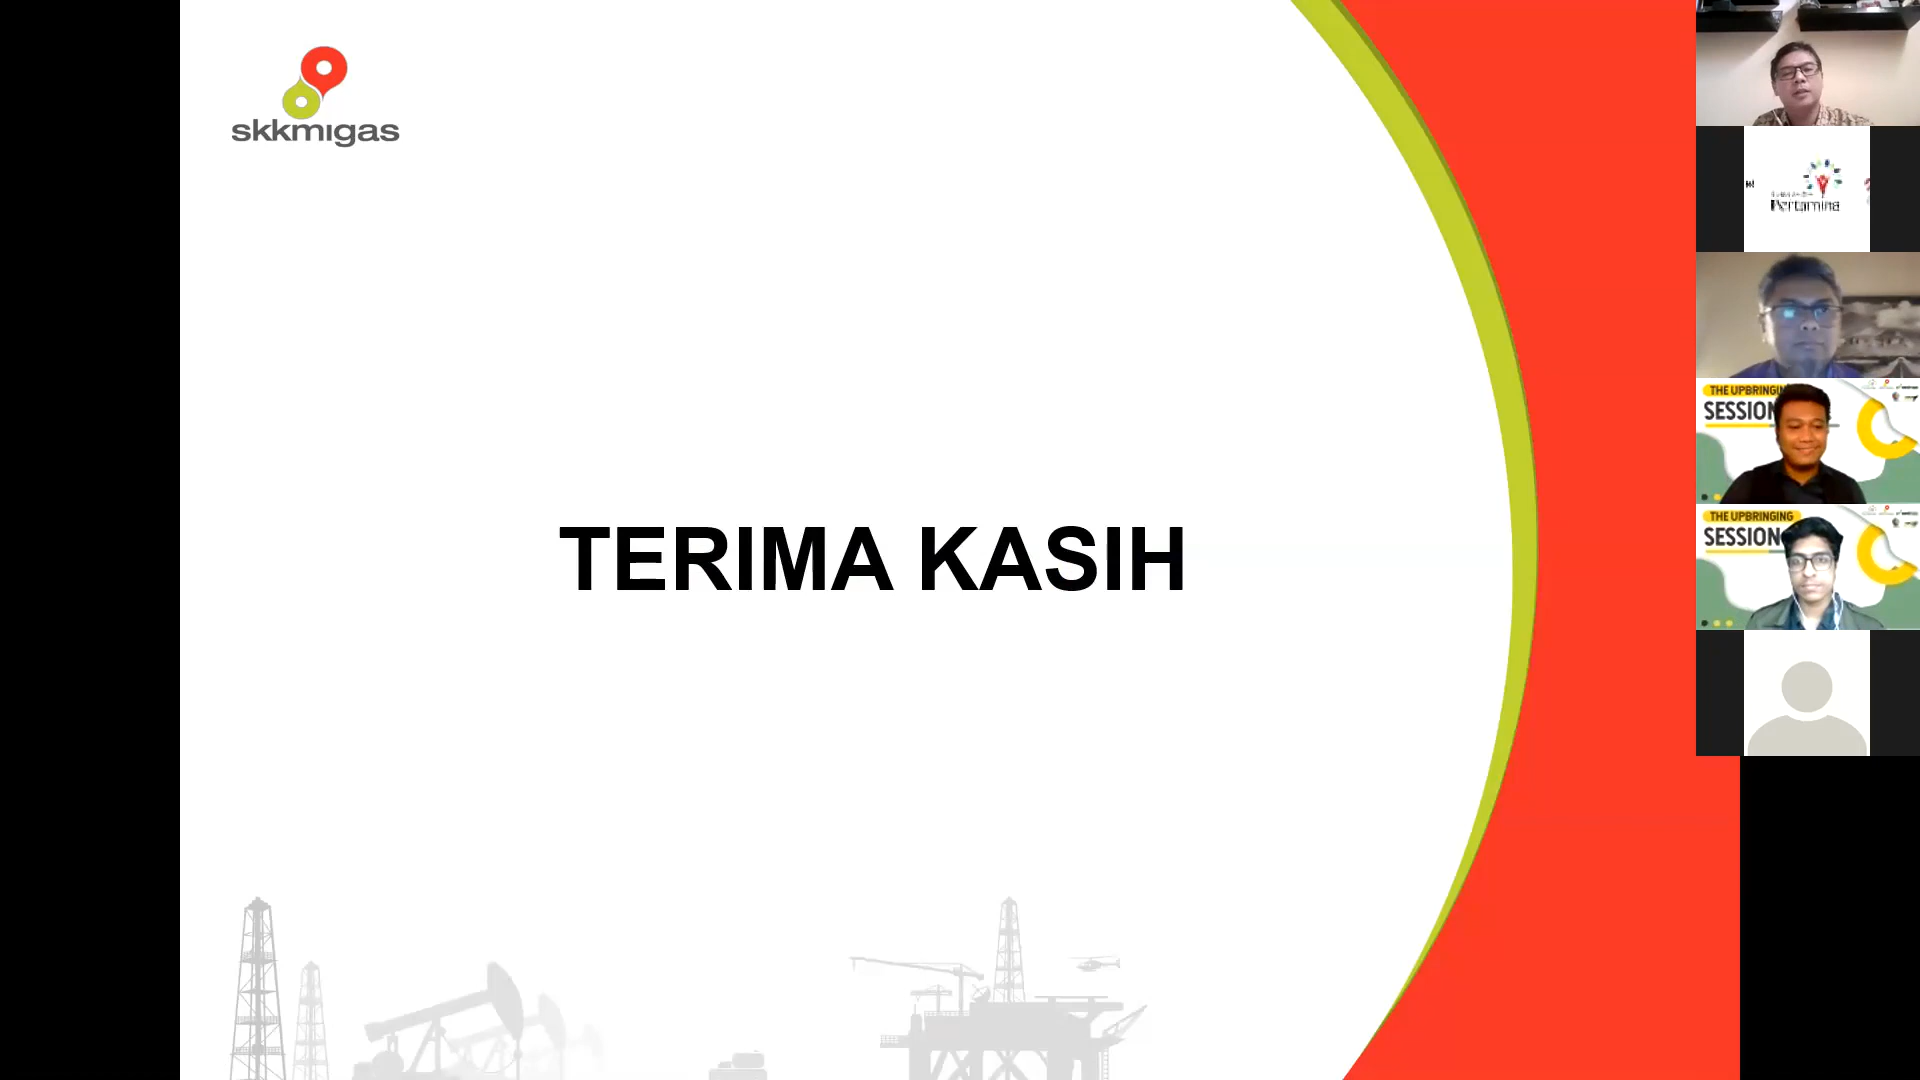 skkmigas
TERIMA KASIH
Pertamina
THE UPBRINGING
SESSION
THE UPBRINGING
SESSION